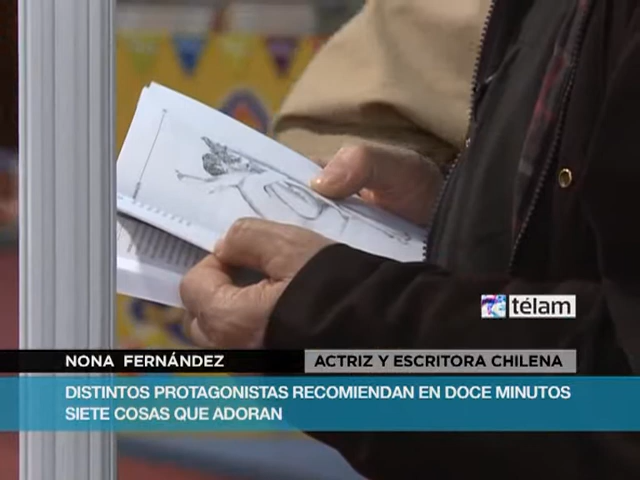 télam
NONA FERNÁNDEZ
ACTRIZ Y ESCRITORA CHILENA
DISTINTOS PROTAGONISTAS RECOMIENDAN EN DOCE MINUTOS
SIETE COSAS QUE ADORAN